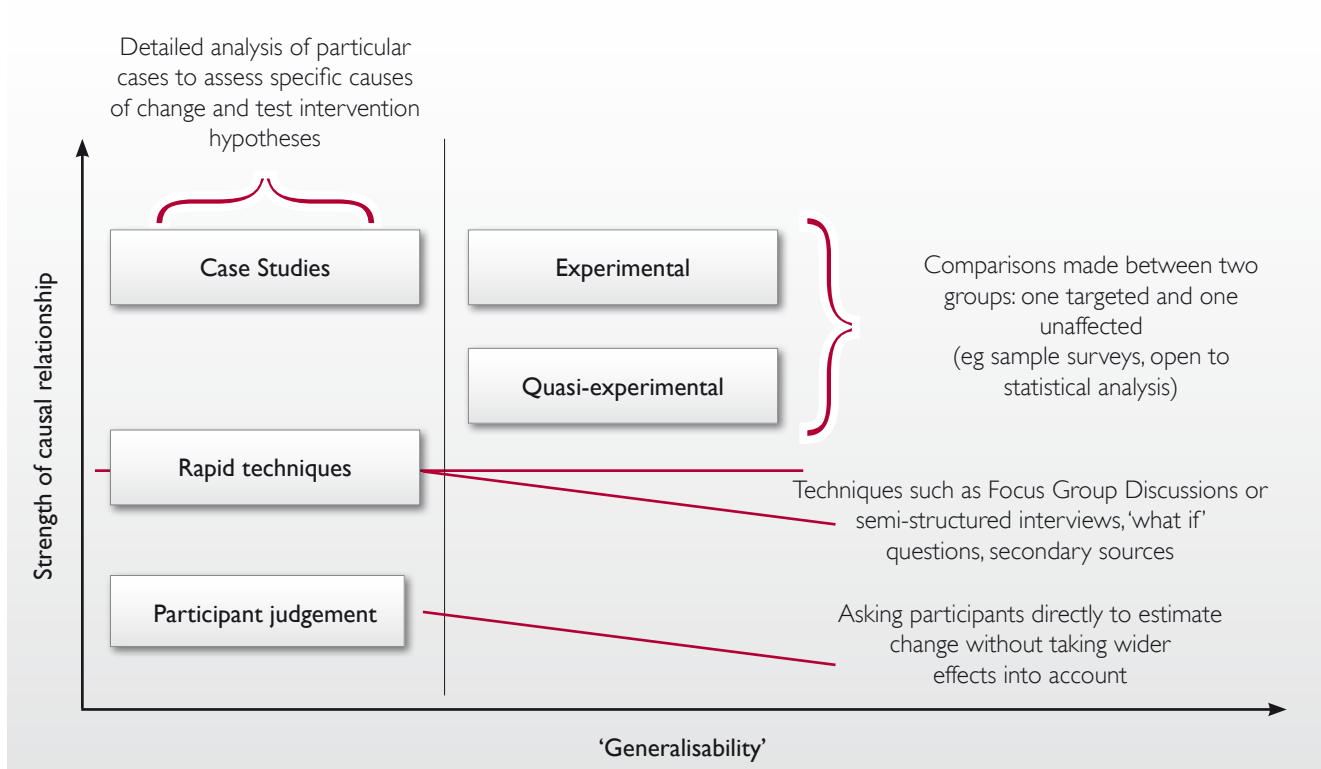 Detailed analysis of particular
cases to assess specific causes
of change and test intervention
hypotheses
Case Studies
Experimental
Comparisons made between two
groups: one targeted and one
unaffected
(eg sample surveys, open to
statistical analysis)
Quasi-experimental
Strength of causal relationship
Rapid techniques
Techniques such as Focus Group Discussions or
semi-structured interviews, ‘what if’
questions, secondary sources
Participant judgement
Asking participants directly to estimate
change without taking wider
effects into account
‘Generalisability’